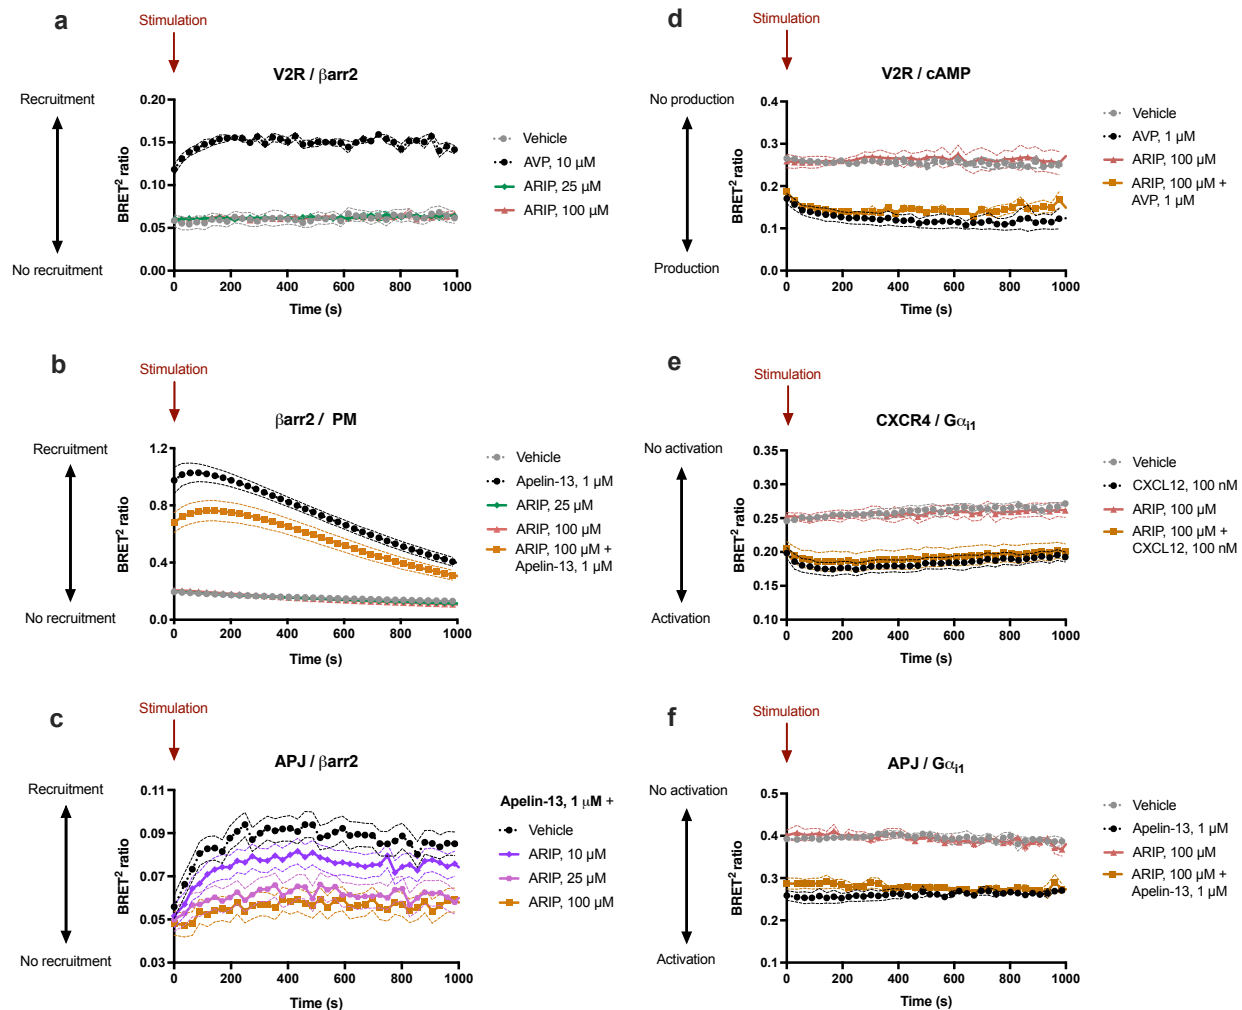 a
Stimulation
V2R / βarr2
Recruitment
No recruitment
BRET² ratio
0.20
0.15
0.10
0.05
0.00
0 200 400 600 800 1000
Time (s)
Vehicle
AVP, 10 µM
ARIP, 25 µM
ARIP, 100 µM
b
Stimulation
βarr2 / PM
Recruitment
No recruitment
BRET² ratio
1.2
0.8
0.4
0.0
0 200 400 600 800 1000
Time (s)
Vehicle
Apelin-13, 1 µM
ARIP, 25 µM
ARIP, 100 µM
ARIP, 100 µM +
Apelin-13, 1 µM
c
Stimulation
APJ / βarr2
Recruitment
No recruitment
BRET² ratio
0.11
0.09
0.07
0.05
0.03
0 200 400 600 800 1000
Time (s)
Apelin-13, 1 µM +
Vehicle
ARIP, 10 µM
ARIP, 25 µM
ARIP, 100 µM
d
Stimulation
V2R / cAMP
No production
Production
BRET² ratio
0.4
0.3
0.2
0.1
0.0
0 200 400 600 800 1000
Time (s)
Vehicle
AVP, 1 µM
ARIP, 100 µM
ARIP, 100 µM +
AVP, 1 µM
e
Stimulation
CXCR4 / Gαi1
No activation
Activation
BRET² ratio
0.35
0.30
0.25
0.20
0.15
0.10
0 200 400 600 800 1000
Time (s)
Vehicle
CXCL12, 100 nM
ARIP, 100 µM
ARIP, 100 µM +
CXCL12, 100 nM
f
Stimulation
APJ / Gαi1
No activation
Activation
BRET² ratio
0.5
0.4
0.3
0.2
0.1
0 200 400 600 800 1000
Time (s)
Vehicle
Apelin-13, 1 µM
ARIP, 100 µM
ARIP, 100 µM +
Apelin-13, 1 µM